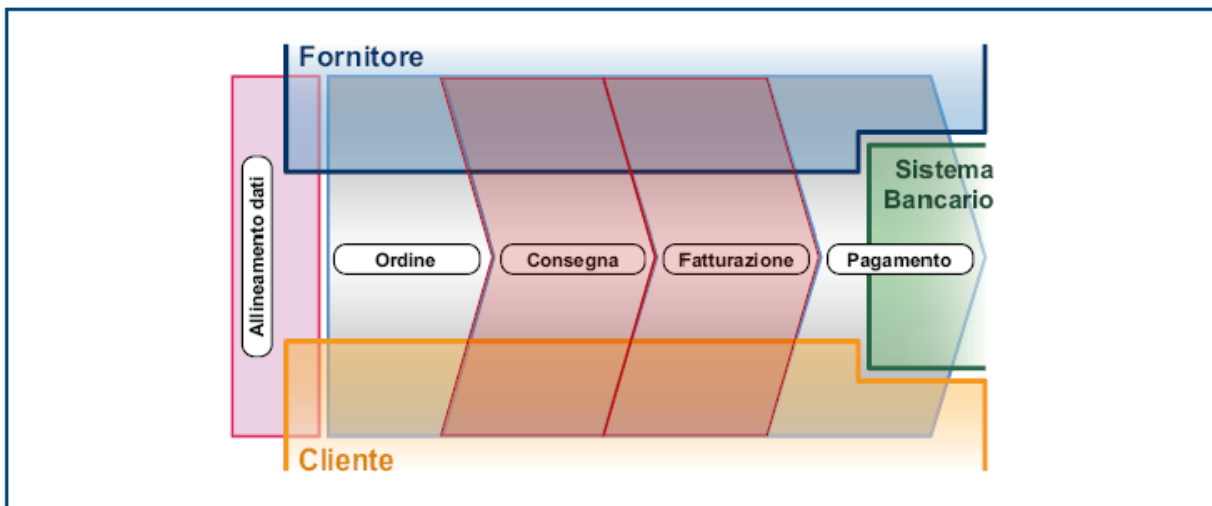 Fornitore
Allineamento dati
Sistema
Bancario
Ordine
Consegna
Fatturazione
Pagamento
Cliente